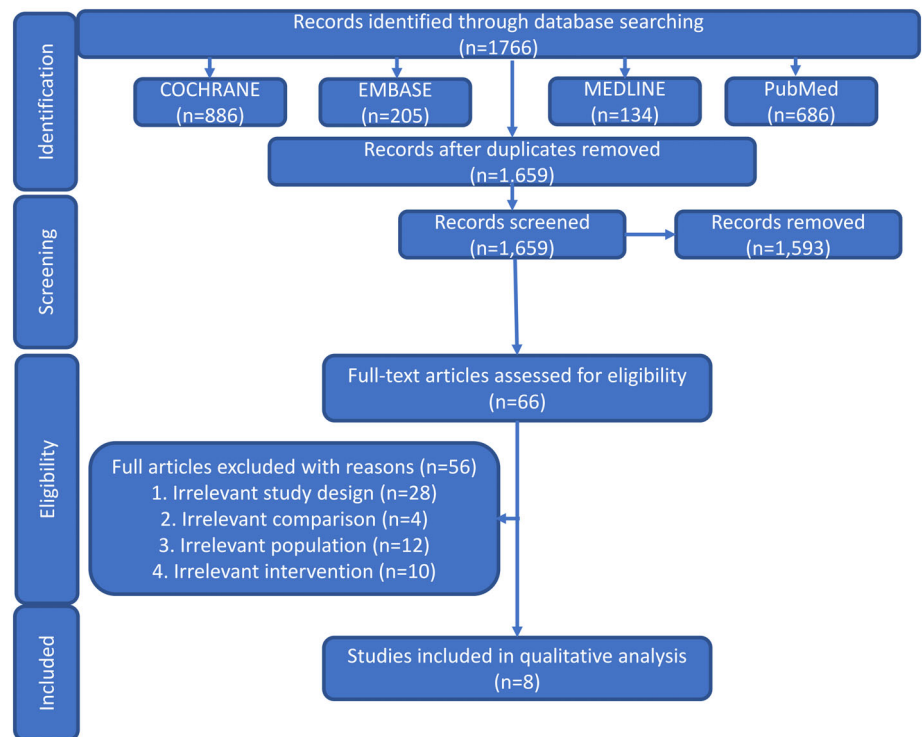 Identification
Records identified through database searching
(n=1766)
COCHRANE
(n=886)
EMBASE
(n=205)
MEDLINE
(n=134)
PubMed
(n=686)
Records after duplicates removed
(n=1.659)
Screening
Records screened
(n=1,659)
Records removed
(n=1,593)
Eligibility
Full-text articles assessed for eligibility
(n=66)
Full articles excluded with reasons (n=56)
1. Irrelevant study design (n=28)
2. Irrelevant comparison (n=4)
3. Irrelevant population (n=12)
4. Irrelevant intervention (n=10)
Included
Studies included in qualitative analysis
(n=8)